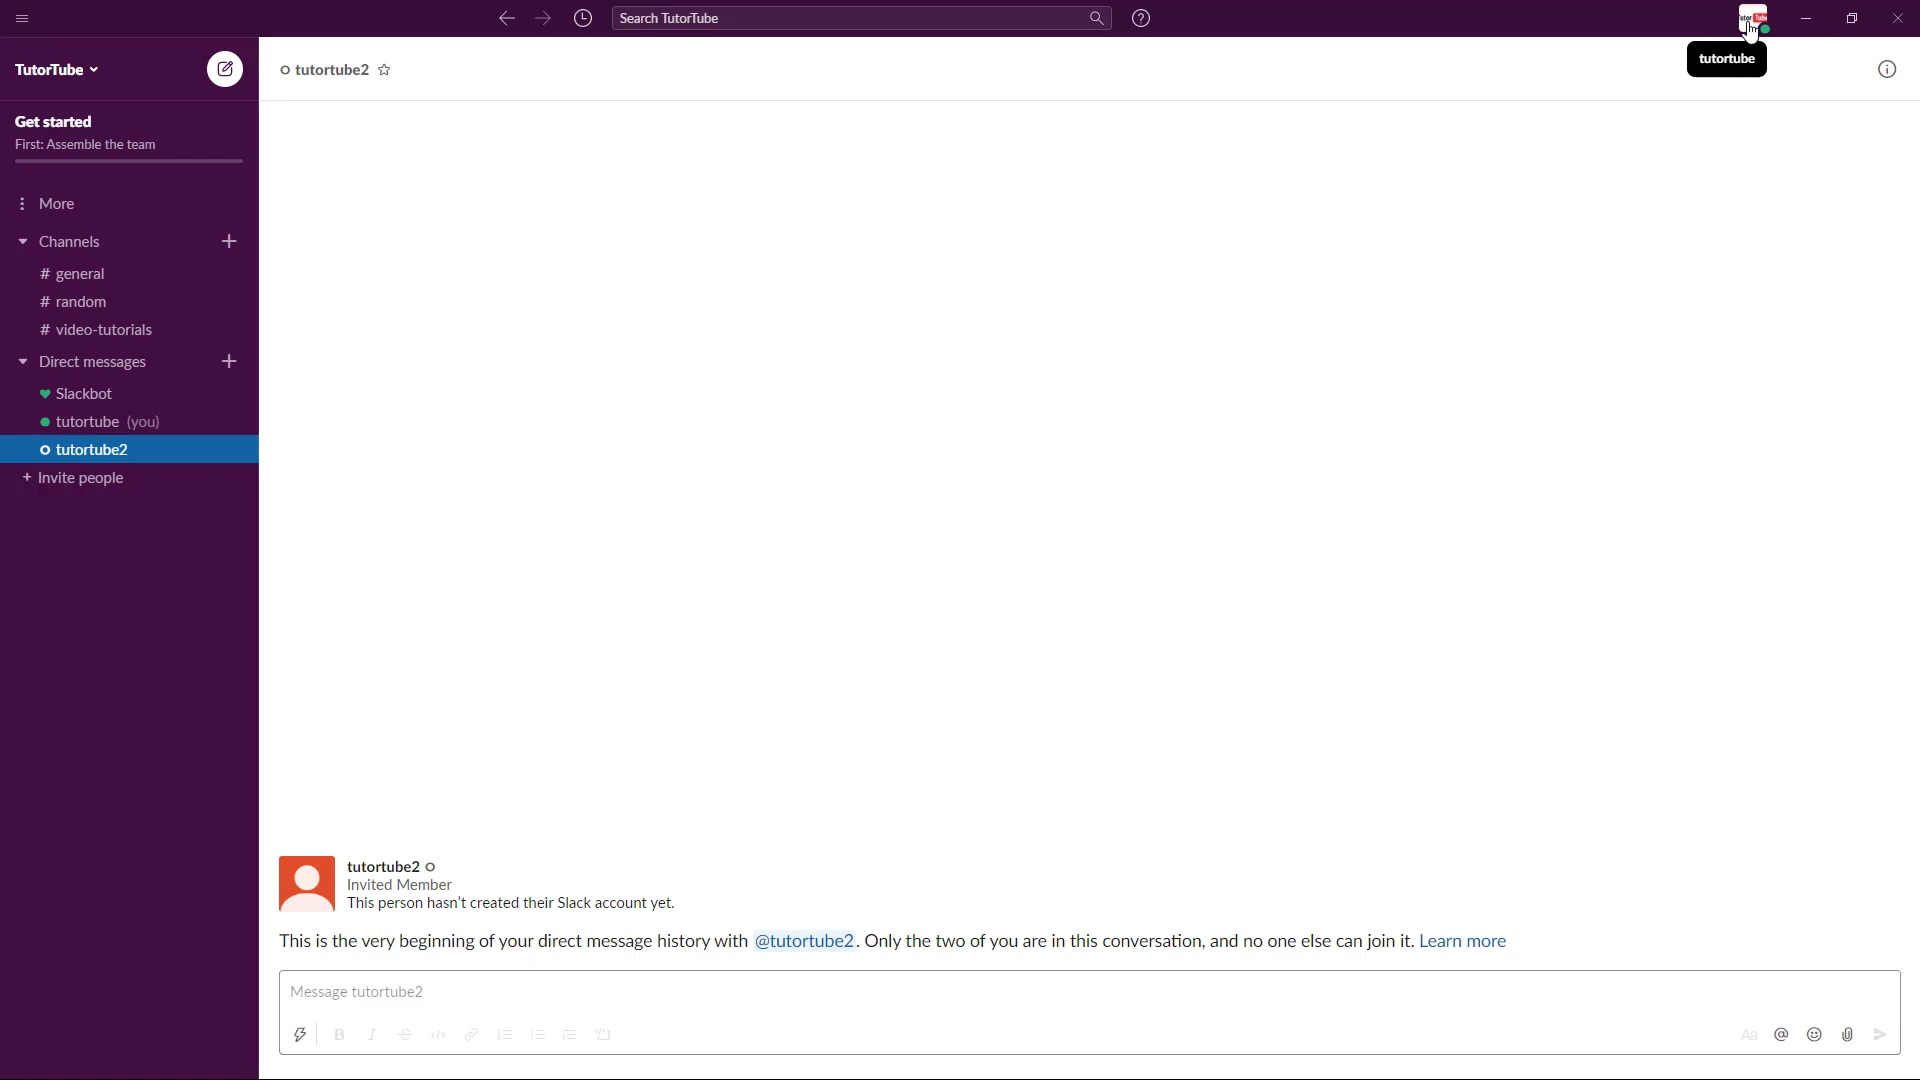 Search TutorTube
TutorTube
tutortube2
tutortube
Get started
First: Assemble the team
More
Channels
# general
# random
# video-tutorials
Direct messages
Slackbot
tutortube (you)
tutortube2
+ Invite people
tutortube2
Invited Member
This person hasn't created their Slack account yet.
This is the very beginning of your direct message history with @tutortube2. Only the two of you are in this conversation, and no one else can join it. Learn more
Message tutortube2
B I S
Aa @